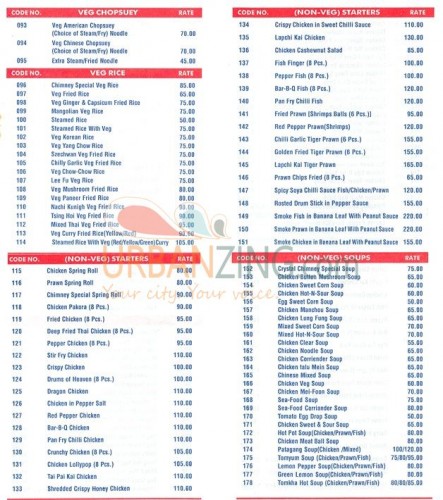 CODE NO. VEG CHOPSUEY RATE
093 Veg American Chopsuey
(Choice of Steam/Fry) Noodle 70.00
094 Veg Chinese Chopsuey
(Choice of Steam/Fry) Noodle 70.00
095 Extra Steam/Fried Noodle 45.00
CODE NO. VEG RICE RATE
096 Chimney Special Veg Rice 85.00
097 Veg Fried Rice 65.00
098 Veg Ginger & Capsicum Fried Rice 75.00
099 Mongolian Veg Rice 75.00
100 Steamed Rice 50.00
101 Steamed Rice With Veg 75.00
102 Veg Korean Rice 75.00
103 Veg Yang Chow Rice 75.00
104 Szechwan Veg Fried Rice 75.00
105 Chilly Garlic Veg Fried Rice 75.00
106 Veg Chow-Chow Rice 75.00
107 Lee Fu Veg Rice 75.00
108 Veg Mushroom Fried Rice 80.00
109 Veg Paneer Fried Rice 80.00
110 Nachi Kunigh Veg Fried Rice 90.00
111 Tsing Hoi Veg Fried Rice 90.00
112 Mixed Thai Veg Fried Rice
113 Veg Curry Fried Rice(Yellow/Red) 90.00
114 Steamed Rice With Veg (Red/Yellow/Green)Curry 105.00
CODE NO. (NON-VEG) STARTERS RATE
115 Chicken Spring Roll 80.00
116 Prawn Spring Roll 90.00
117 Chimney Special Spring Roll 90.00
118 Chicken Pakora (8 Pcs.) 90.00
119 Fried Chicken (8 Pcs.) 95.00
120 Deep Fried Thai Chicken (8 Pcs.) 90.00
121 Pepper Chicken (8 Pcs.) 90.00
122 Stir Fry Chicken 110.00
123 Crispy Chicken 100.00
124 Drums of Heaven (8 Pcs.) 100.00
125 Dragon Chicken 110.00
126 Chicken in Pepper Salt 110.00
127 Red Pepper Chicken 110.00
128 Bar-B-Q Chicken 110.00
129 Pan Fry Chilli Chicken 110.00
130 Crunchy Chicken (8 Pcs.) 105.00
131 Chicken Lollypop (8 Pcs.) 105.00
132 Tai Pai Chicken 110.00
133 Shredded Crispy Honey Chicken 110.00
CODE NO. (NON-VEG) STARTERS RATE
134 Crispy Chicken in Sweet Chilli Sauce 110.00
135 Lapchi Kai Chicken 130.00
136 Chicken Cashewnat Salad 85.00
137 Fish Finger (8 Pcs.) 100.00
138 Pepper Fish (8 Pcs.) 100.00
139 Bar-B-Q Fish (8 Pcs.) 120.00
140 Pan Fry Chilli Fish 120.00
141 Fried Prawn (Shrimps Balls (6 Pcs.)) 95.00
142 Red Pepper Prawn(Shrimps) 120.00
143 Chilli Garlic Tiger Prawn (6 Pcs.) 155.00
144 Golden Fried Tiger Prawn (6 Pcs.) 155.00
145 Lapchi Kai Tiger Prawn 165.00
146 Prawn Chips Fried (8 Pcs.) 65.00
147 Spicy Soya Chilli Sauce Fish/Chicken/Prawn 120.00
148 Rosted Drum Stick in Pepper Sauce 120.00
149 Smoke Fish in Banana Leaf With Peanut Sauce 220.00
150 Smoke Prawn in Banana Leaf With Peanut Sauce 220.00
151 Smoke Chicken in Banana Leaf With Peanut Sauce 155.00
CODE NO. (NON-VEG) SOUPS RATE
152 Crystal Chimney Special Soup 75.00
153 Chicken Button Mushroom Soup 65.00
154 Chicken Sweet Corn Soup 60.00
155 Chicken Hot-N-Sour Soup 60.00
156 Egg Sweet Corn Soup 50.00
157 Chicken Manchou Soup 65.00
158 Chicken Lung Fung Soup 65.00
159 Mixed Sweet Corn Soup 70.00
160 Mixed Hot-N-Sour Soup 70.00
161 Chicken Clear Soup 55.00
162 Chicken Noodle Soup 65.00
163 Chicken Corriander Soup 60.00
164 Chicken Ialu Mein Soup 65.00
165 Chinese Mixed Soup 65.00
166 Chicken Veg Soup 60.00
167 Chicken Mei-Foon Soup 65.00
168 Sea-Food Soup 75.00
169 Sea-Food Corriander Soup 80.00
170 Tomato Egg Drop Soup 50.00
171 Chicken Sweet & Sour Soup 65.00
172 Hot Pot Soup(Chicken/Prawn/Fish) 80.00
173 Chicken Meat Ball Soup 80.00
174 Potagang Soup(Chicken /Mixed) 100/120.00
175 Tomyum Soup (Chicken/Prawn/Fish) 75/80/95.00
176 Lemon Pepper Soup(Chicken/Prawn/Fish) 80.00
177 Green Lemon Soup(Chicken/Prawn/Fish) 80.00
178 Tomkha Hot Soup (Chicken/Prawn/Fish) 80/80/85.00
URBANZING.com
Your city. Your voice